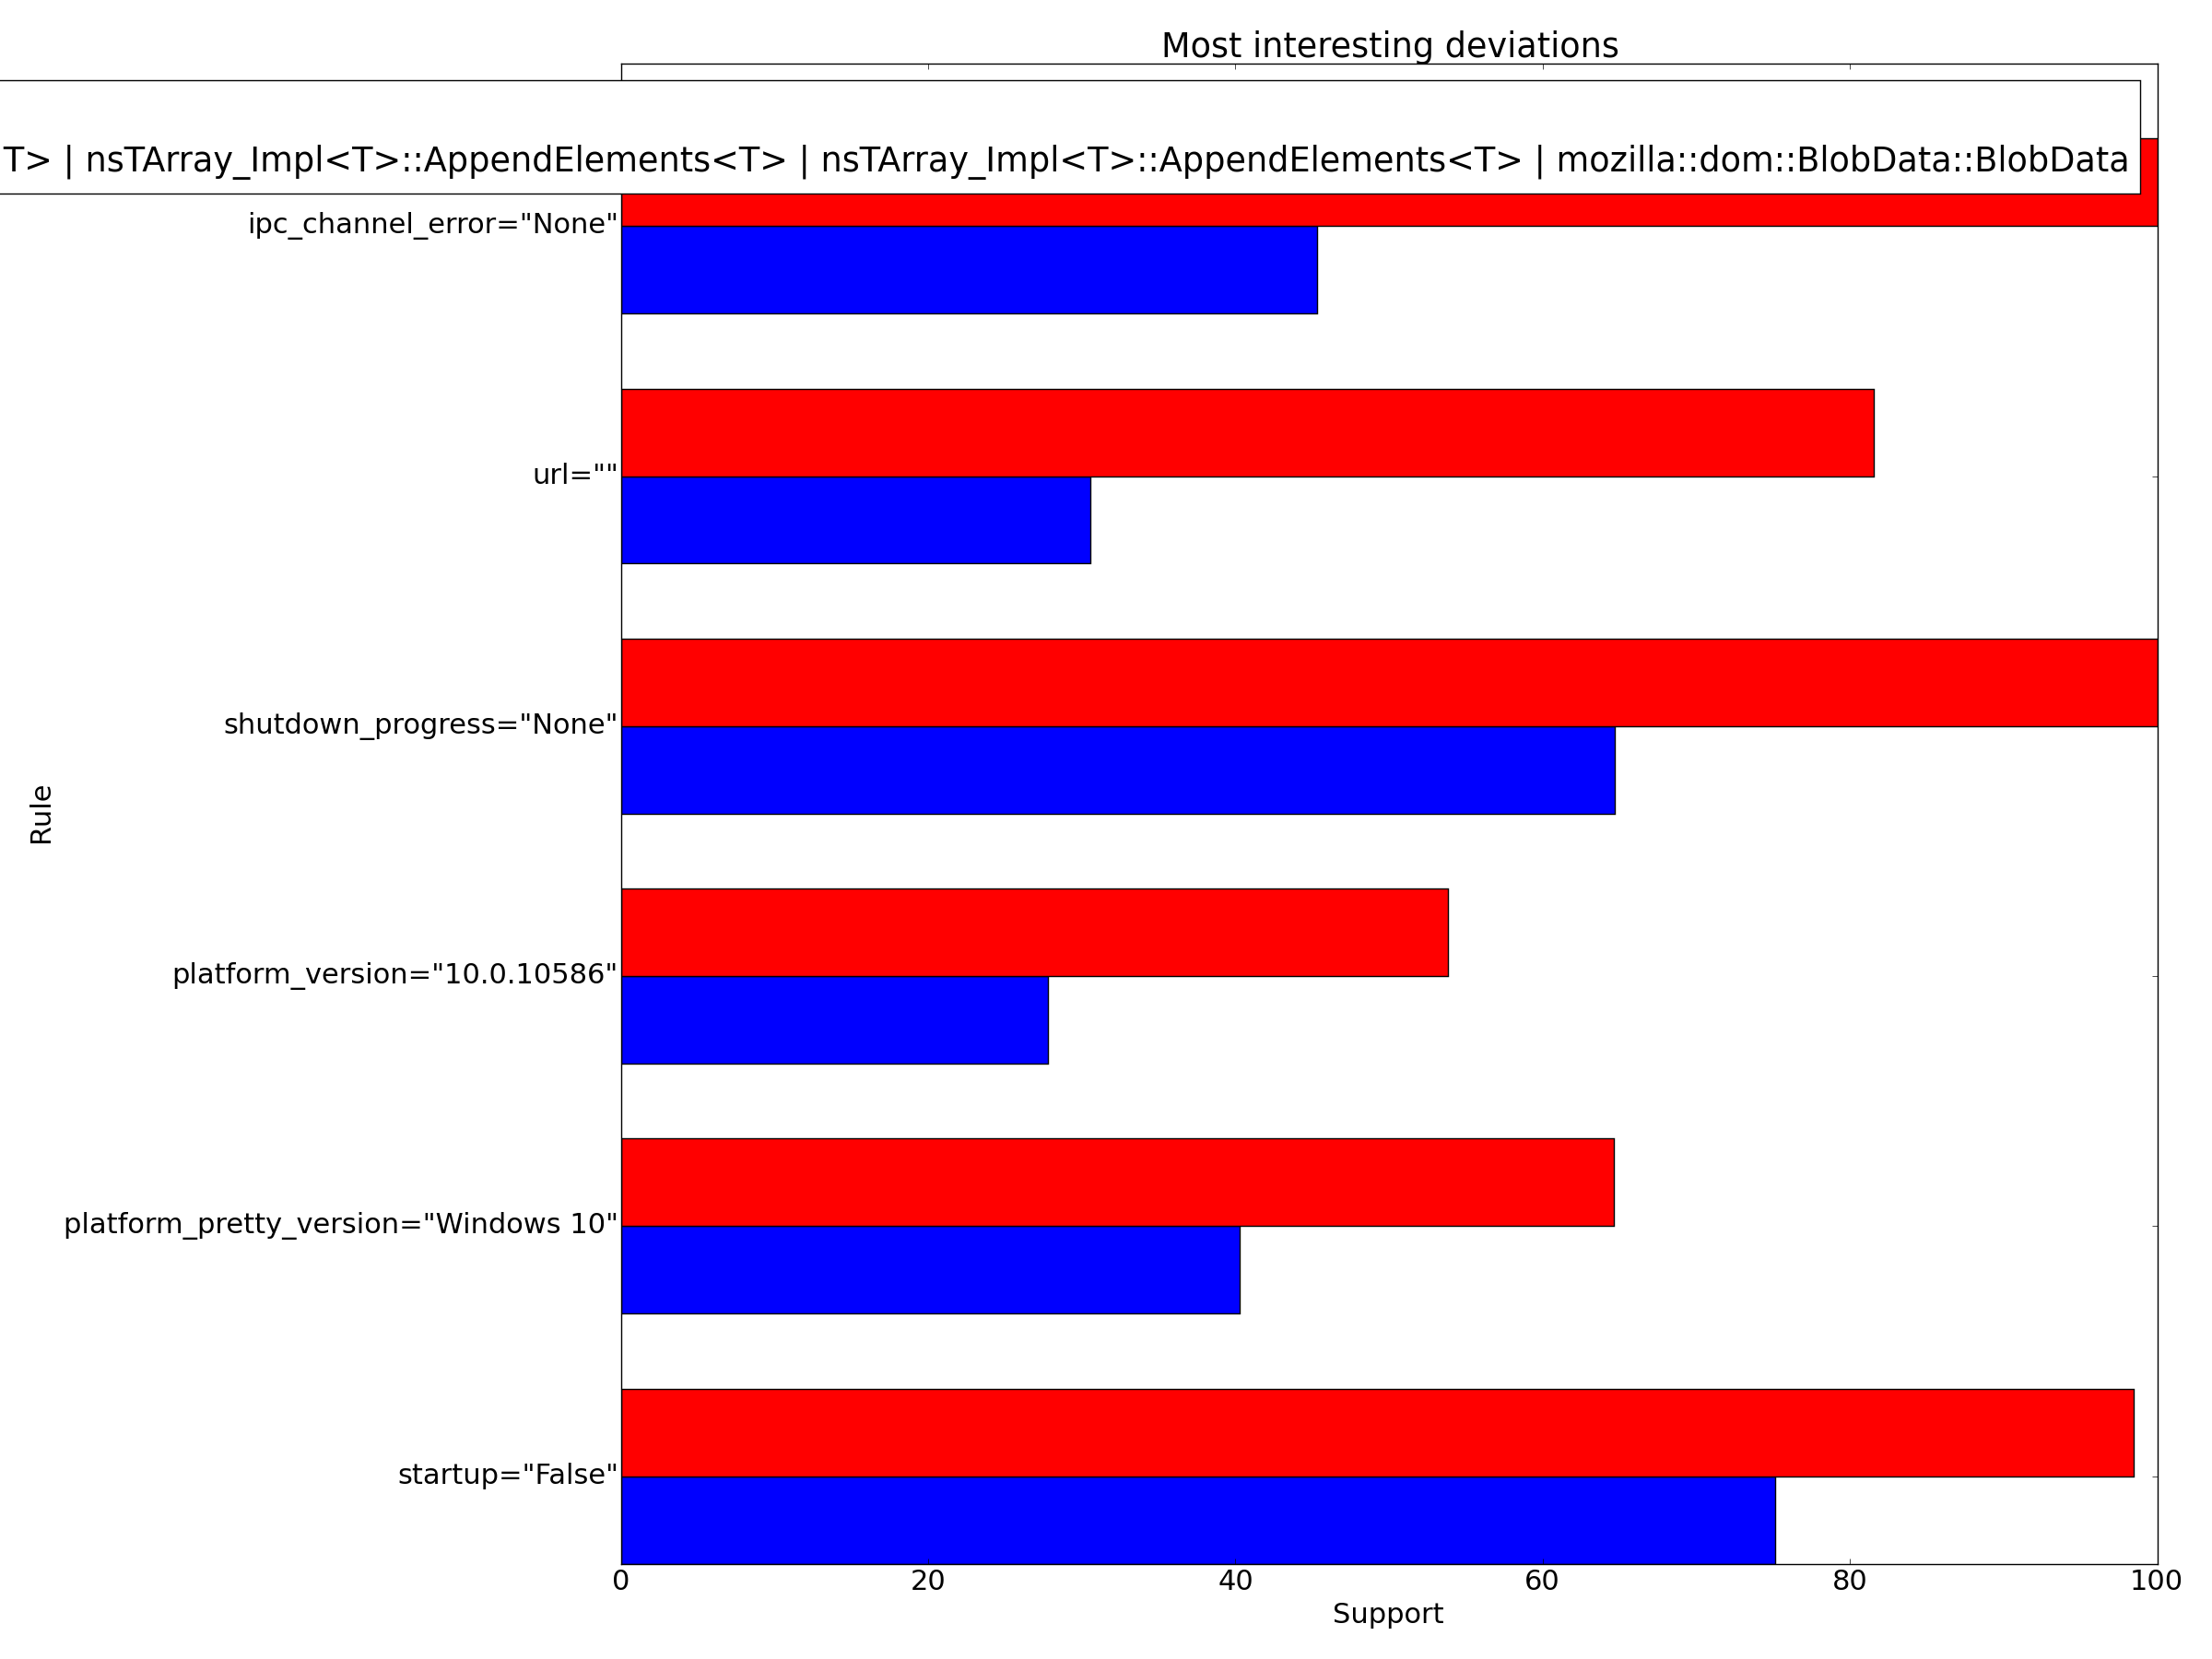 Most interesting deviations
T> | nsTArray_Impl<T>::AppendElements<T> | nsTArray_Impl<T>::AppendElements<T> | mozilla::dom::BlobData::BlobData
ipc_channel_error="None"
url=""
shutdown_progress="None"
Rule
platform_version="10.0.10586"
platform_pretty_version="Windows 10"
startup="False"
0 20 40 60 80 100
Support